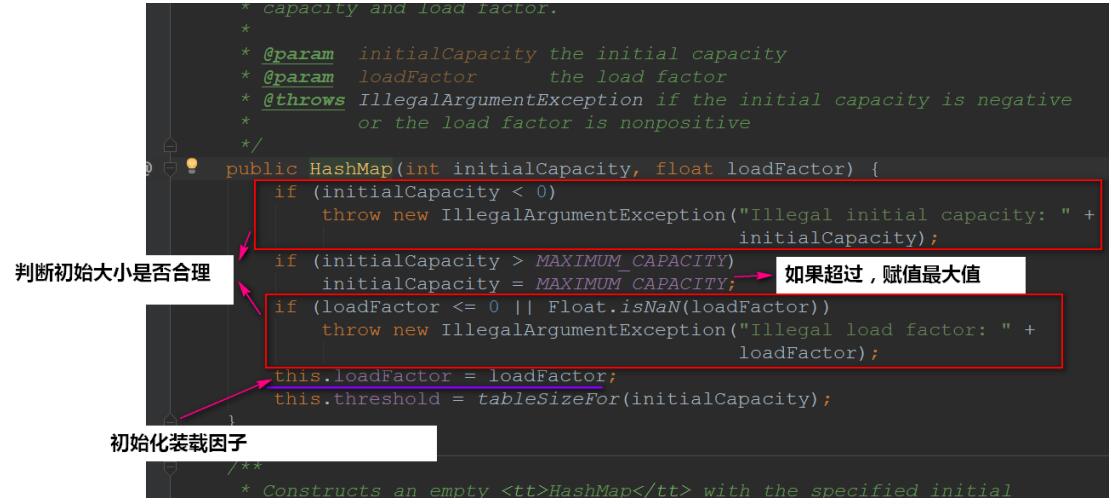 * capacity and load factor.
*
* @param initialCapacity the initial capacity
* @param loadFactor the load factor
* @throws IllegalArgumentException if the initial capacity is negative
* or the load factor is nonpositive
*/
public HashMap(int initialCapacity, float loadFactor) {
if (initialCapacity < 0)
throw new IllegalArgumentException("Illegal initial capacity: " +
initialCapacity);
判断初始大小是否合理
if (initialCapacity > MAXIMUM_CAPACITY)
initialCapacity = MAXIMUM_CAPACITY;
如果超过，赋值最大值
if (loadFactor <= 0 || Float.isNaN(loadFactor))
throw new IllegalArgumentException("Illegal load factor: " +
loadFactor);
this.loadFactor = loadFactor;
this.threshold = tableSizeFor(initialCapacity);
}
初始化装载因子
/**
* Constructs an empty <tt>HashMap</tt> with the specified initial